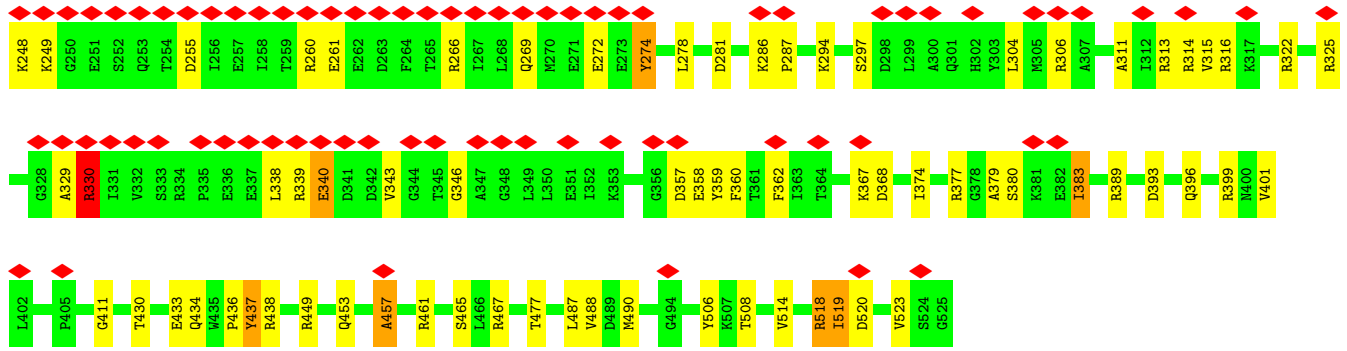 K248 K249 G250 E251 S252 Q253 T254 D255 I256 E257 I258 T259 R260 E261 E262 D263 F264 T265 R266 I267 L268 Q269 M270 E271 E272 E273 Y274 L278 D281 K286 P287 K294 S297 D298 L299 A300 Q301 H302 Y303 L304 M305 R306 A307 A311 I312 R313 R314 V315 R316 K317 R322 R325
G328 A329 R330 I331 V332 S333 R334 P335 E336 E337 L338 R339 E340 D341 D342 V343 G344 T345 G346 A347 G348 L349 L350 E351 I352 K353 G356 D357 E358 Y359 F360 T361 F362 I363 T364 K367 D368 I374 R377 G378 A379 S380 K381 E382 I383 R389 D393 Q396 R399 N400 V401
L402 P405 G411 T430 E433 Q434 W435 P436 Y437 R438 R449 Q453 A457 R461 S465 L466 R467 T477 L487 V488 D489 M490 G494 Y506 K507 T508 V514 R518 I519 D520 V523 S524 G525